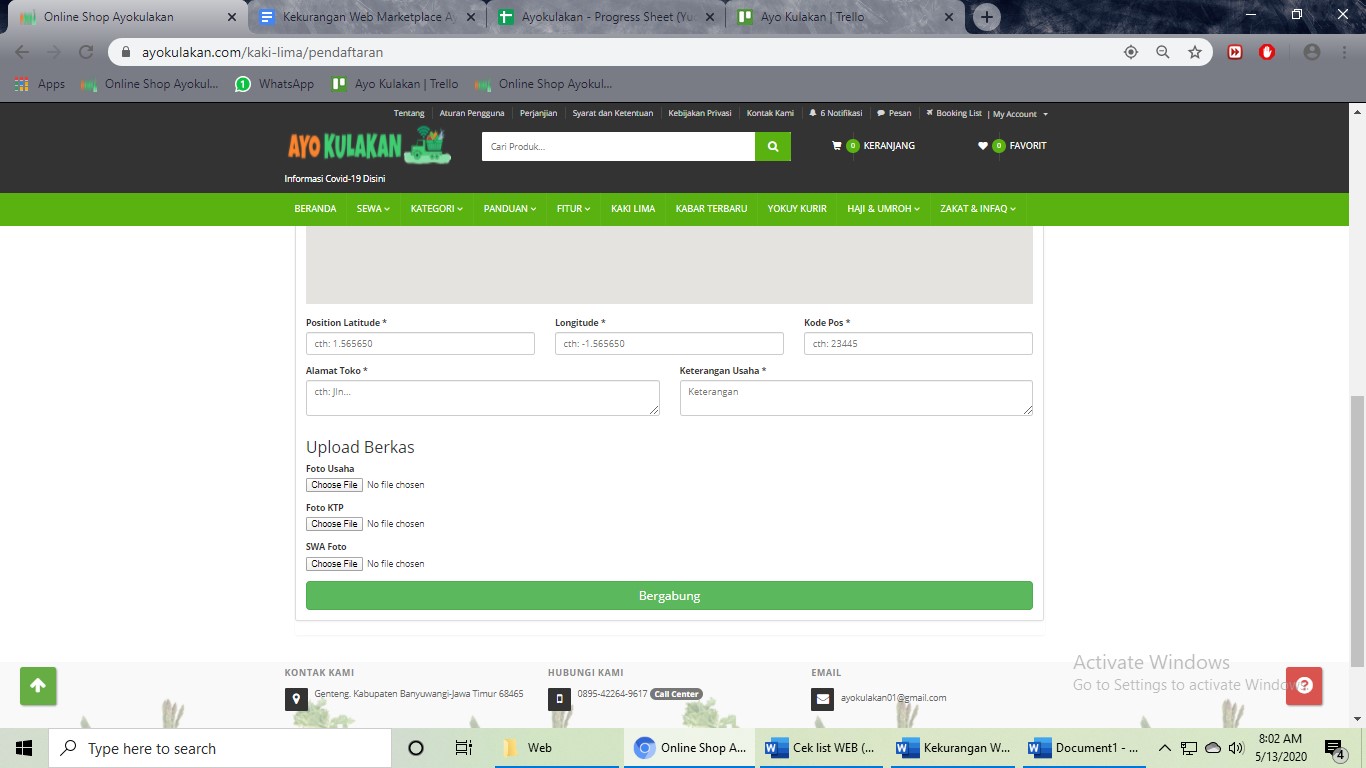 Online Shop Ayokulakan
Kekurangan Web Marketplace Ay
Ayokulakan - Progress Sheet (Yuc
Ayo Kulakan | Trello
ayokulakan.com/kaki-lima/pendaftaran
Apps
Online Shop Ayokul...
WhatsApp
Ayo Kulakan | Trello
Online Shop Ayokul...
Tentang
Aturan Pengguna
Perjanjian
Syarat dan Ketentuan
Kebijakan Privasi
Kontak Kami
6 Notifikasi
Pesan
Booking List
| My Account
AYO KULAKAN
Cari Produk...
0 KERANJANG
0 FAVORIT
Informasi Covid-19 Disini
BERANDA
SEWA
KATEGORI
PANDUAN
FITUR
KAKI LIMA
KABAR TERBARU
YOKUY KURIR
HAJI & UMROH
ZAKAT & INFAQ
Position Latitude *
Longitude *
Kode Pos *
cth: 1.565650
cth: -1.565650
cth: 23445
Alamat Toko *
Keterangan Usaha *
cth: Jln...
Keterangan
Upload Berkas
Foto Usaha
Choose File No file chosen
Foto KTP
Choose File No file chosen
SWA Foto
Choose File No file chosen
Bergabung
KONTAK KAMI
HUBUNGI KAMI
EMAIL
Genteng. Kabupaten Banyuwangi-Jawa Timur 68465
0895-42264-9617 Call Center
ayokulakan01@gmail.com
Activate Windows
Go to Settings to activate Windows.
Type here to search
Web
Online Shop A...
Cek list WEB (...
Kekurangan W...
Document1 - ...
8:02 AM
5/13/2020
4